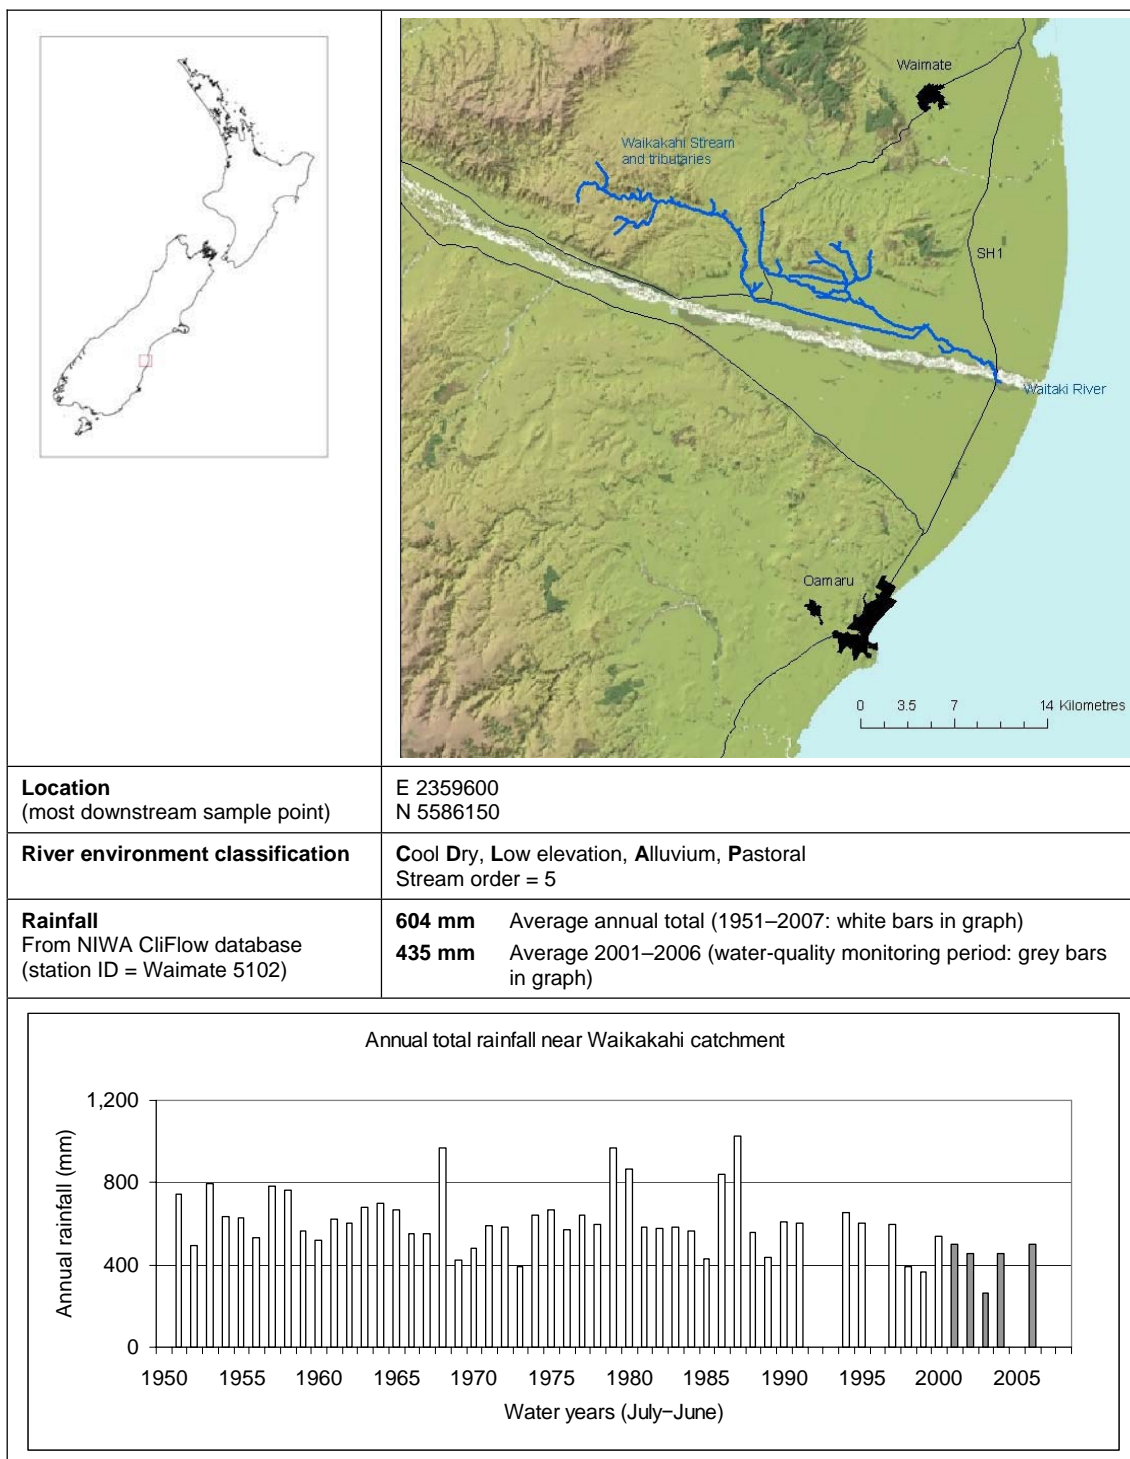 Waimate
Waikakahi Stream
and tributaries
SH1
Waitaki River
Oamaru
0 3.5 7 14 Kilometres
Location
(most downstream sample point)
E 2359600
N 5586150
River environment classification
Cool Dry, Low elevation, Alluvium, Pastoral
Stream order = 5
Rainfall
From NIWA CliFlow database
(station ID = Waimate 5102)
604 mm Average annual total (1951–2007: white bars in graph)
435 mm Average 2001–2006 (water-quality monitoring period: grey bars
in graph)
Annual total rainfall near Waikakahi catchment
Annual rainfall (mm)
1,200
800
400
0
1950 1955 1960 1965 1970 1975 1980 1985 1990 1995 2000 2005
Water years (July−June)